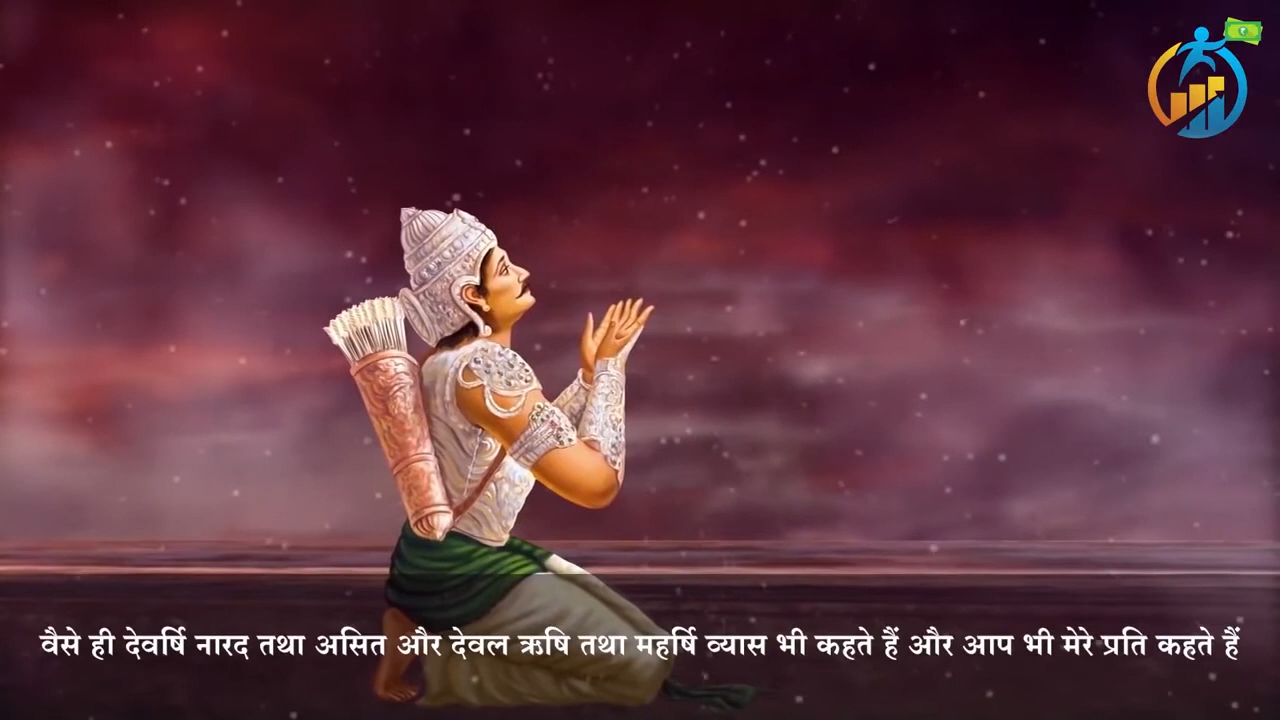 वैसे ही देवर्षि नारद तथा असित और देवल ऋषि तथा महर्षि व्यास भी कहते हैं और आप भी मेरे प्रति कहते हैं